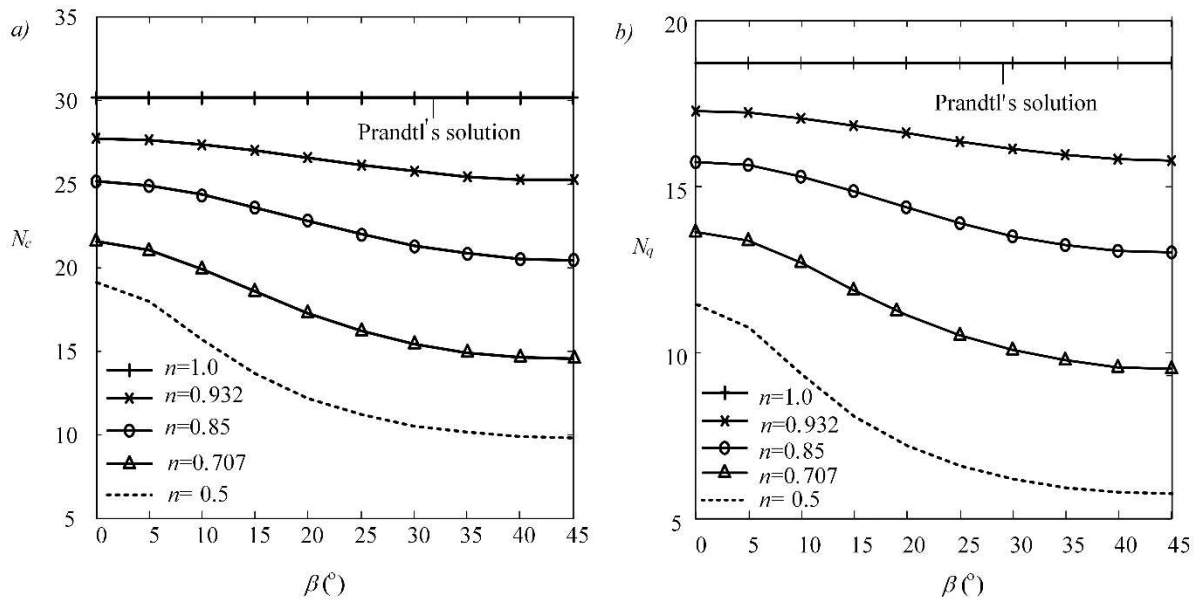 a)
35
30
25
20
15
10
5
N_c
Prandtl's solution
n=1.0
n=0.932
n=0.85
n=0.707
n= 0.5
0 5 10 15 20 25 30 35 40 45
β (°)
b)
20
15
10
5
N_q
Prandtl's solution
n=1.0
n=0.932
n=0.85
n=0.707
n= 0.5
0 5 10 15 20 25 30 35 40 45
β (°)